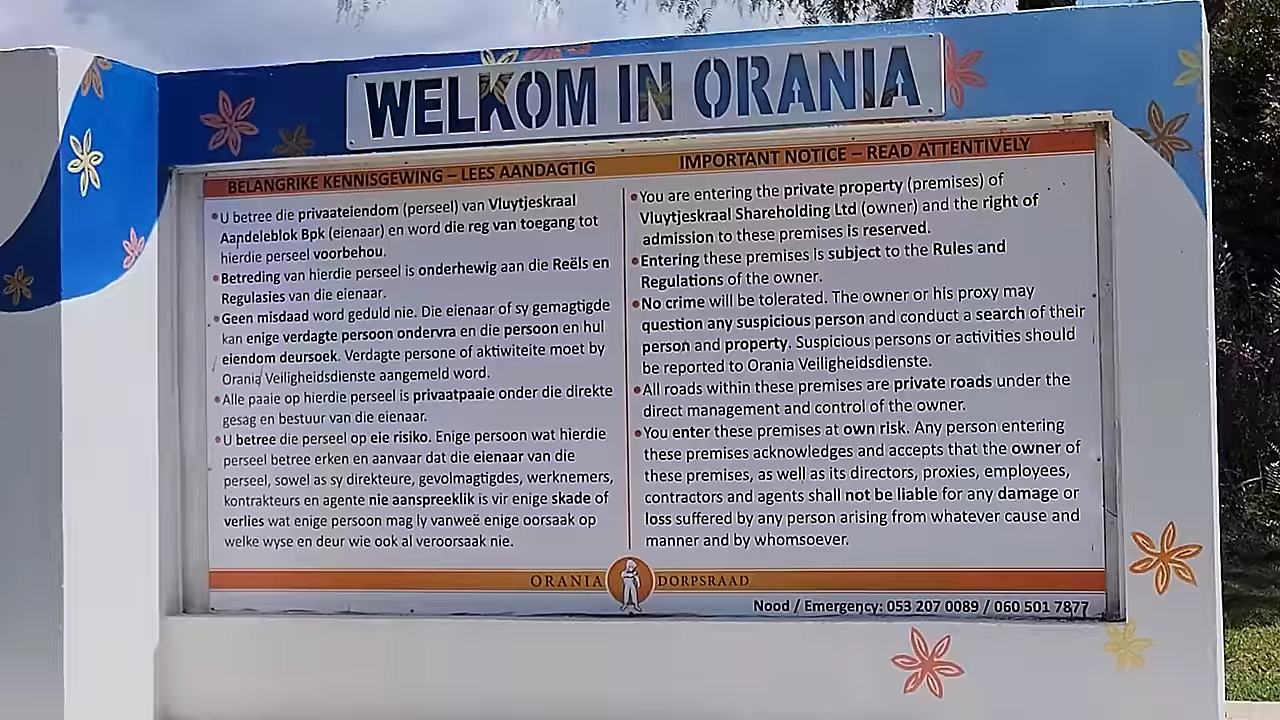 WELKOM IN ORANIA
BELANGRIKE KENNISGEWING – LEES AANDAGTIG
• U betree die privaateiendom (perseel) van Vluytjeskraal
Aandeleblok Bpk (eienaar) en word die reg van toegang tot
hierdie perseel voorbehou.
• Betreding van hierdie perseel is onderhewig aan die Reëls en
Regulasies van die eienaar.
• Geen misdaad word geduld nie. Die eienaar of sy gemagtigde
kan enige verdagte persoon ondervra en die persoon en hul
eiendom deursoek. Verdagte persone of aktiwiteite moet by
Orania Veiligheidsdienste aangemeld word.
• Alle paaie op hierdie perseel is privaatpaaie onder die direkte
gesag en bestuur van die eienaar.
• U betree die perseel op eie risiko. Enige persoon wat hierdie
perseel betree erken en aanvaar dat die eienaar van die
perseel, sowel as sy direkteure, gevolmagtigdes, werknemers,
kontrakteurs en agente nie aanspreeklik is vir enige skade of
verlies wat enige persoon mag ly vanweë enige oorsaak op
welke wyse en deur wie ook al veroorsaak nie.
IMPORTANT NOTICE – READ ATTENTIVELY
• You are entering the private property (premises) of
Vluytjeskraal Shareholding Ltd (owner) and the right of
admission to these premises is reserved.
• Entering these premises is subject to the Rules and
Regulations of the owner.
• No crime will be tolerated. The owner or his proxy may
question any suspicious person and conduct a search of their
person and property. Suspicious persons or activities should
be reported to Orania Veiligheidsdienste.
• All roads within these premises are private roads under the
direct management and control of the owner.
• You enter these premises at own risk. Any person entering
these premises acknowledges and accepts that the owner of
these premises, as well as its directors, proxies, employees,
contractors and agents shall not be liable for any damage or
loss suffered by any person arising from whatever cause and
manner and by whomsoever.
ORANIA DORPSRAAD
Nood / Emergency: 053 207 0089 / 060 501 7877